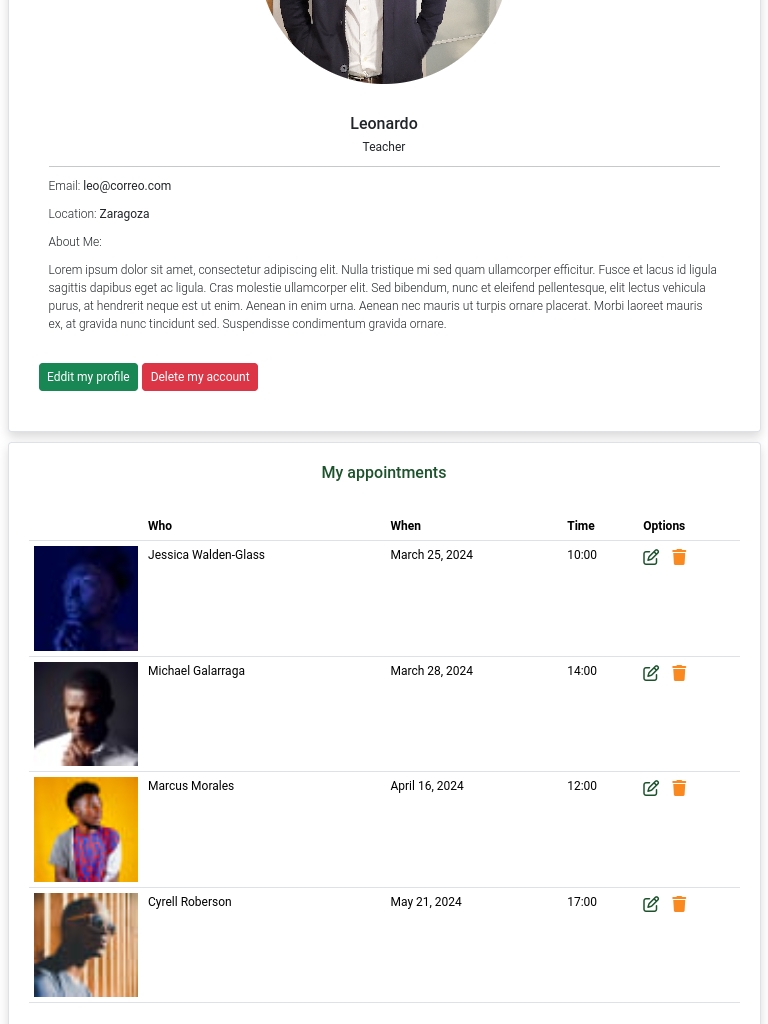 Leonardo
Teacher
Email: leo@correo.com
Location: Zaragoza
About Me:
Lorem ipsum dolor sit amet, consectetur adipiscing elit. Nulla tristique mi sed quam ullamcorper efficitur. Fusce et lacus id ligula
sagittis dapibus eget ac ligula. Cras molestie ullamcorper elit. Sed bibendum, nunc et eleifend pellentesque, elit lectus vehicula
purus, at hendrerit neque est ut enim. Aenean in enim urna. Aenean nec mauris ut turpis ornare placerat. Morbi laoreet mauris
ex, at gravida nunc tincidunt sed. Suspendisse condimentum gravida ornare.
Eddit my profile Delete my account
My appointments
Who When Time Options
Jessica Walden-Glass March 25, 2024 10:00
Michael Galarraga March 28, 2024 14:00
Marcus Morales April 16, 2024 12:00
Cyrell Roberson May 21, 2024 17:00